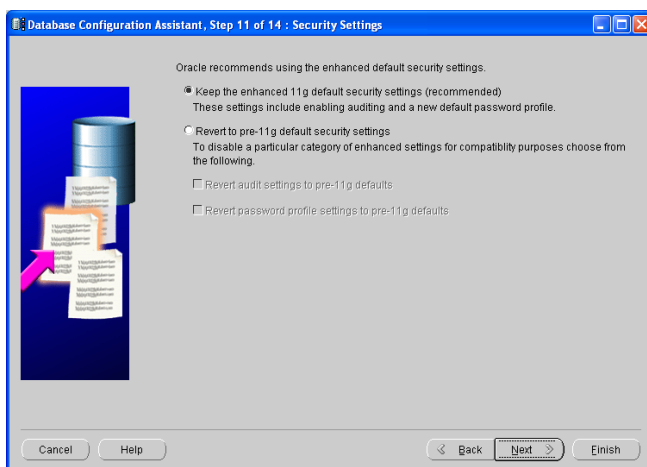 Database Configuration Assistant, Step 11 of 14 : Security Settings
Oracle recommends using the enhanced default security settings.
Keep the enhanced 11g default security settings (recommended)
These settings include enabling auditing and a new default password profile.
Revert to pre-11g default security settings
To disable a particular category of enhanced settings for compatiblity purposes choose from
the following.
Revert audit settings to pre-11g defaults
Revert password profile settings to pre-11g defaults
Cancel
Help
Back
Next
Finish